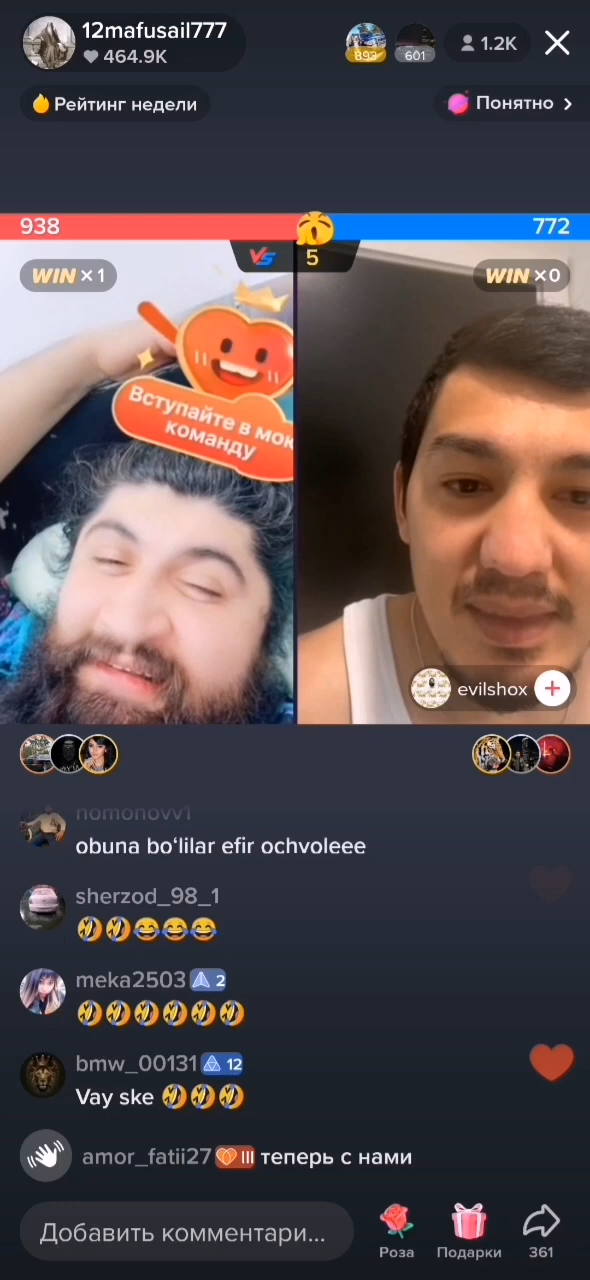 12mafusail777
464.9K
893
601
1.2K
Рейтинг недели
Понятно
938
772
VS 5
WIN ×1
WIN ×0
Вступайте в мою
команду
evilshox
nomonovv1
obuna bo‘lilar efir ochvoleee
sherzod_98_1
🤣🤣😂😂😂
meka2503 2
🤣🤣🤣🤣🤣🤣
bmw_00131 12
Vay ske 🤣🤣🤣
amor_fatii27 III теперь с нами
Добавить комментари...
Роза
Подарки
361